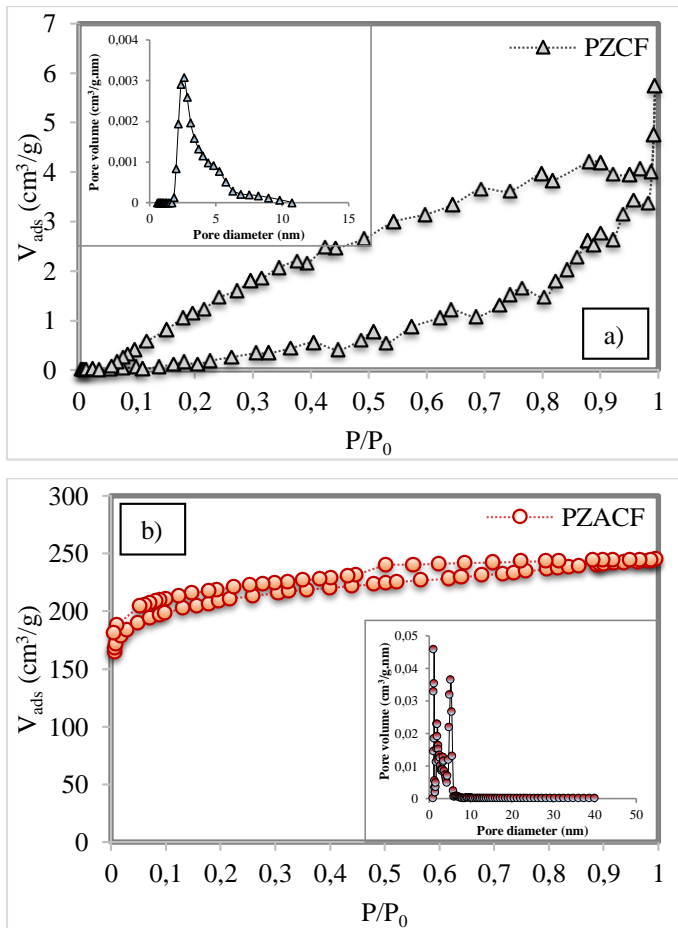 7
6
5
4
3
2
1
0
V_ads (cm³/g)
0,004
0,003
0,002
0,001
0
Pore volume (cm³/g.nm)
0 5 10 15
Pore diameter (nm)
PZCF
a)
0 0,1 0,2 0,3 0,4 0,5 0,6 0,7 0,8 0,9 1
P/P₀
300
250
200
150
100
50
0
V_ads (cm³/g)
b)
PZACF
0,05
0,04
0,03
0,02
0,01
0
Pore volume (cm³/g.nm)
0 10 20 30 40 50
Pore diameter (nm)
0 0,1 0,2 0,3 0,4 0,5 0,6 0,7 0,8 0,9 1
P/P₀